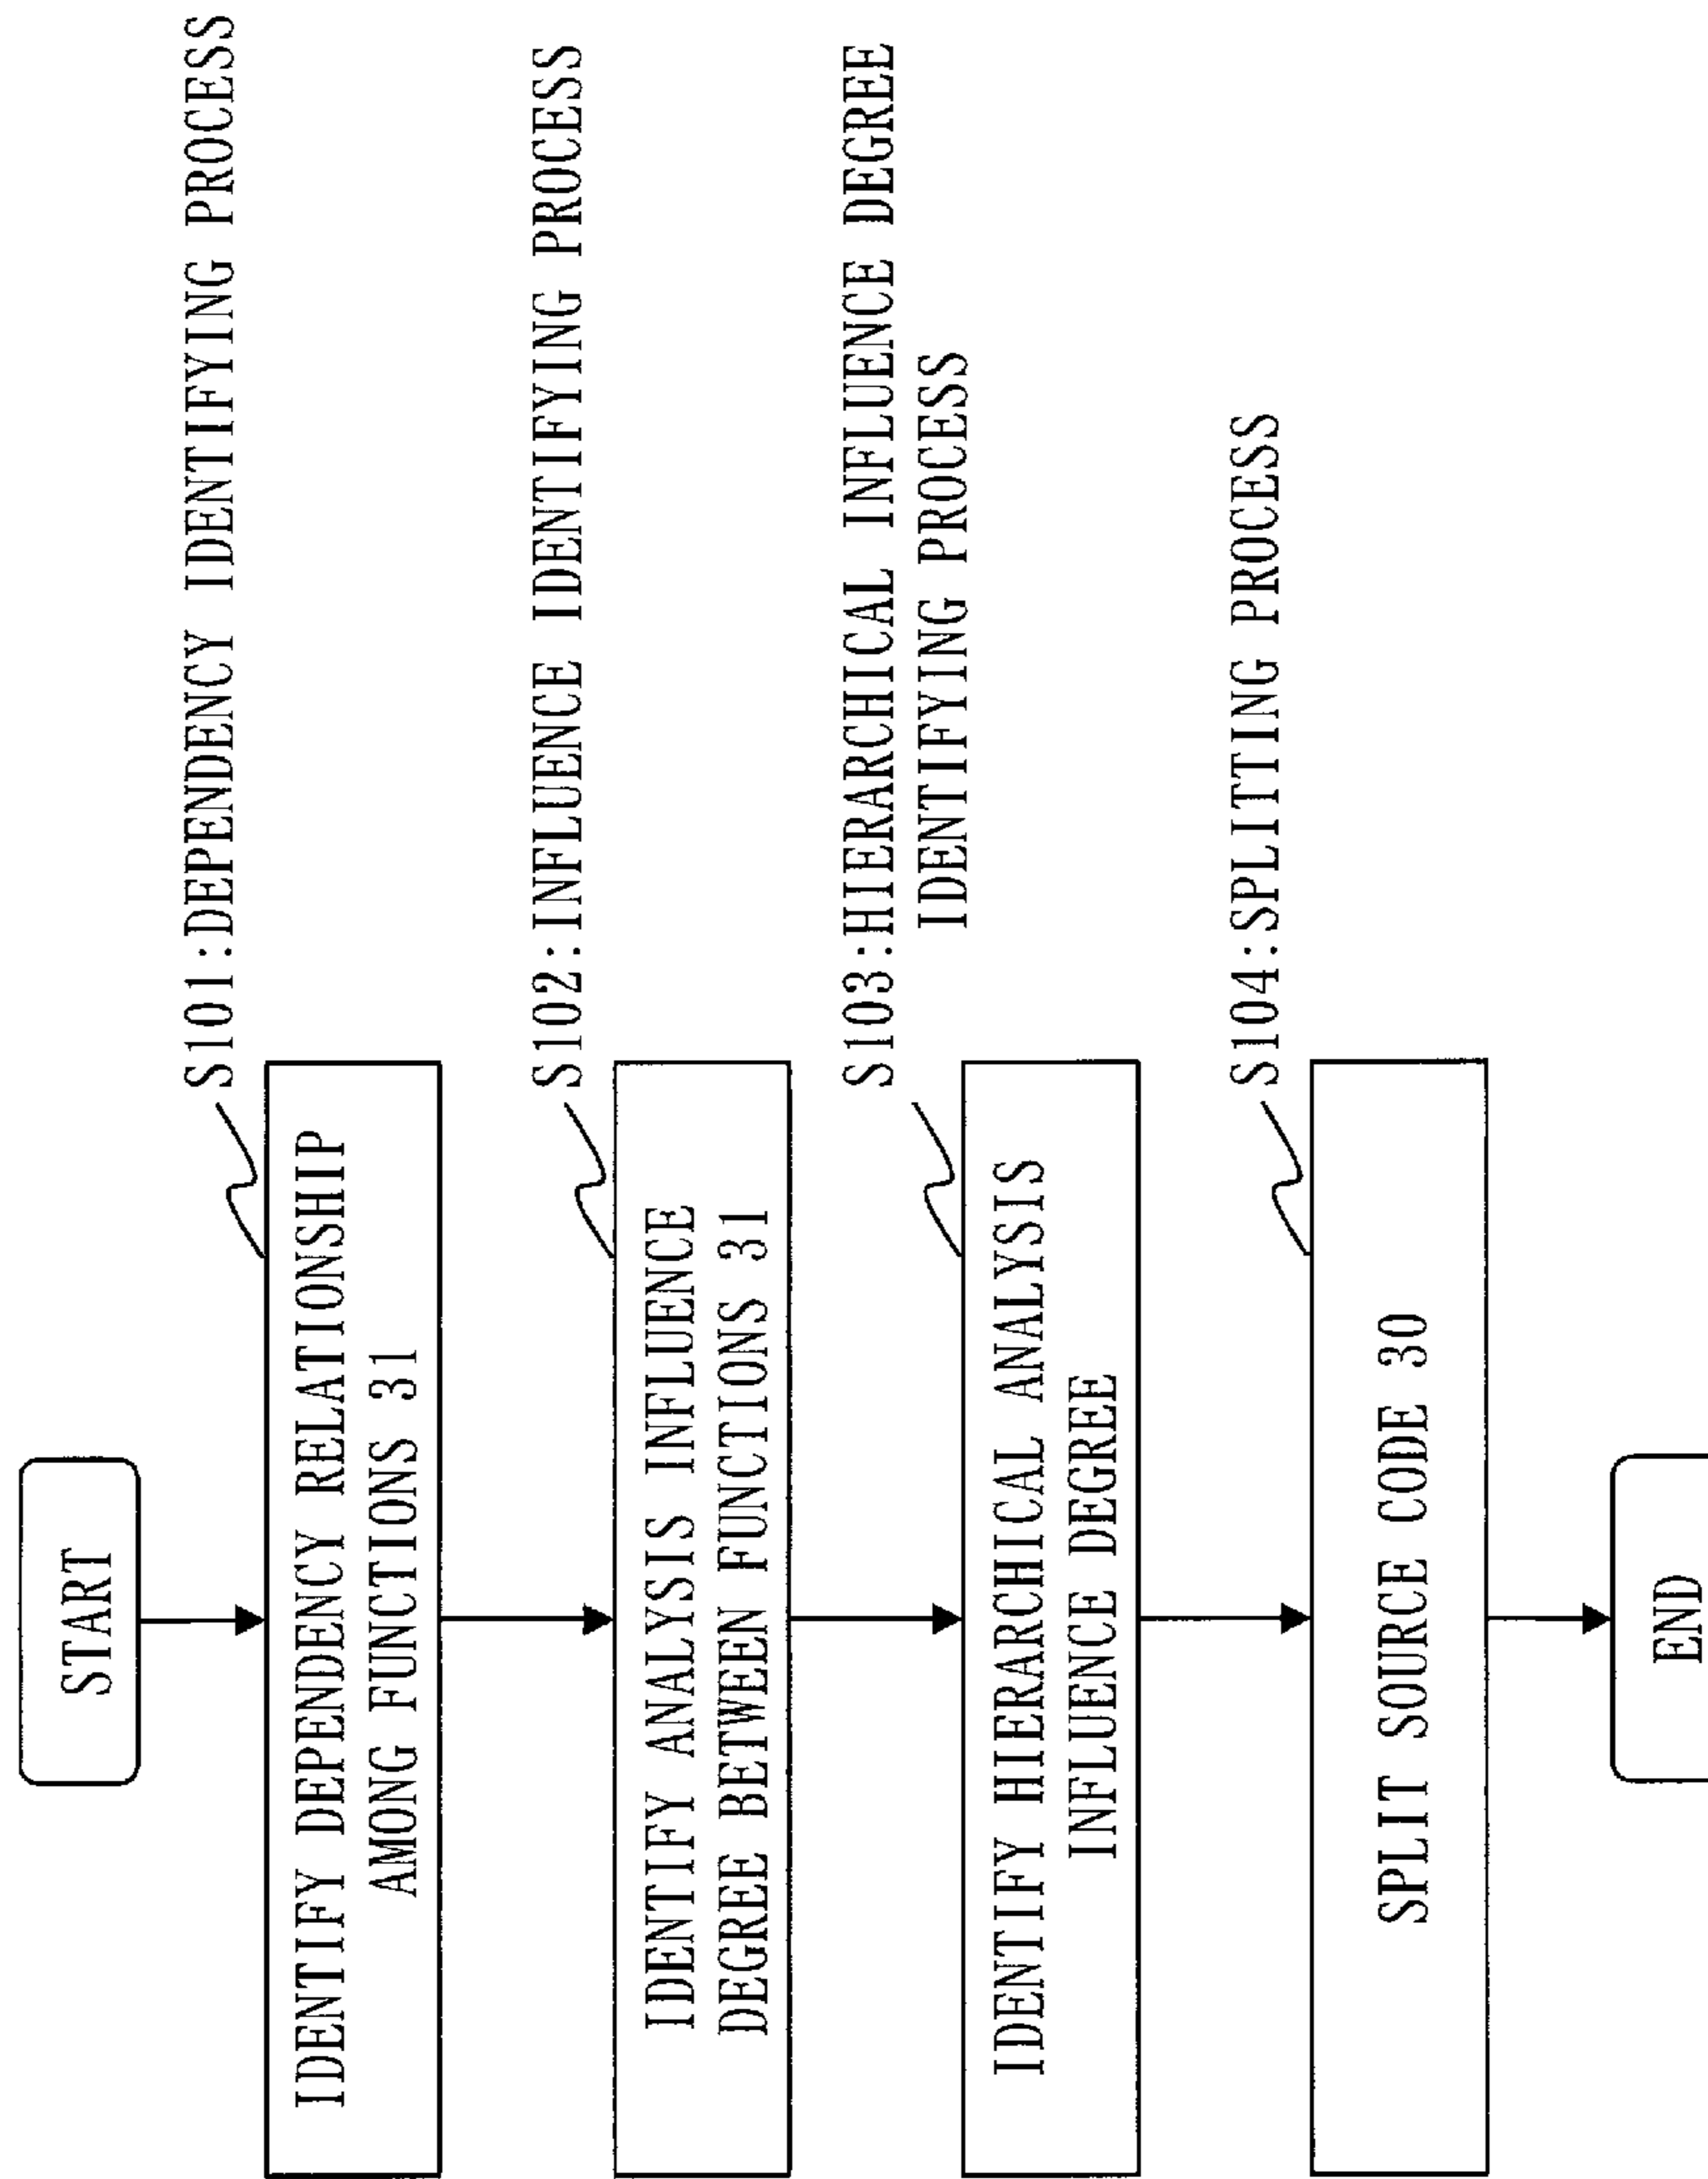 START
S101:DEPENDENCY IDENTIFYING PROCESS
IDENTIFY DEPENDENCY RELATIONSHIP
AMONG FUNCTIONS 31
S102:INFLUENCE IDENTIFYING PROCESS
IDENTIFY ANALYSIS INFLUENCE
DEGREE BETWEEN FUNCTIONS 31
S103:HIERARCHICAL INFLUENCE DEGREE
IDENTIFYING PROCESS
IDENTIFY HIERARCHICAL ANALYSIS
INFLUENCE DEGREE
S104:SPLITTING PROCESS
SPLIT SOURCE CODE 30
END